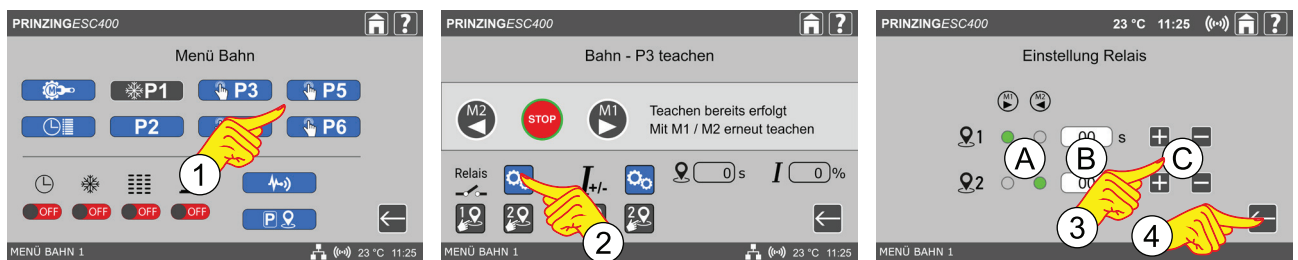 PRINZINGESC400
?
Menü Bahn
M
P1
P3
P5
P2
P6
1
OFF
OFF
OFF
OFF
P
MENÜ BAHN 1
23 °C 11:25
PRINZINGESC400
?
Bahn - P3 teachen
M2
STOP
M1
Teachen bereits erfolgt
Mit M1 / M2 erneut teachen
Relais
I+/-
0 s
I 0 %
1
2
2
2
MENÜ BAHN 1
23 °C 11:25
PRINZINGESC400
23 °C 11:25
?
Einstellung Relais
M1
M2
1
A
00
B
s
+
C
-
2
00
+
-
3
4